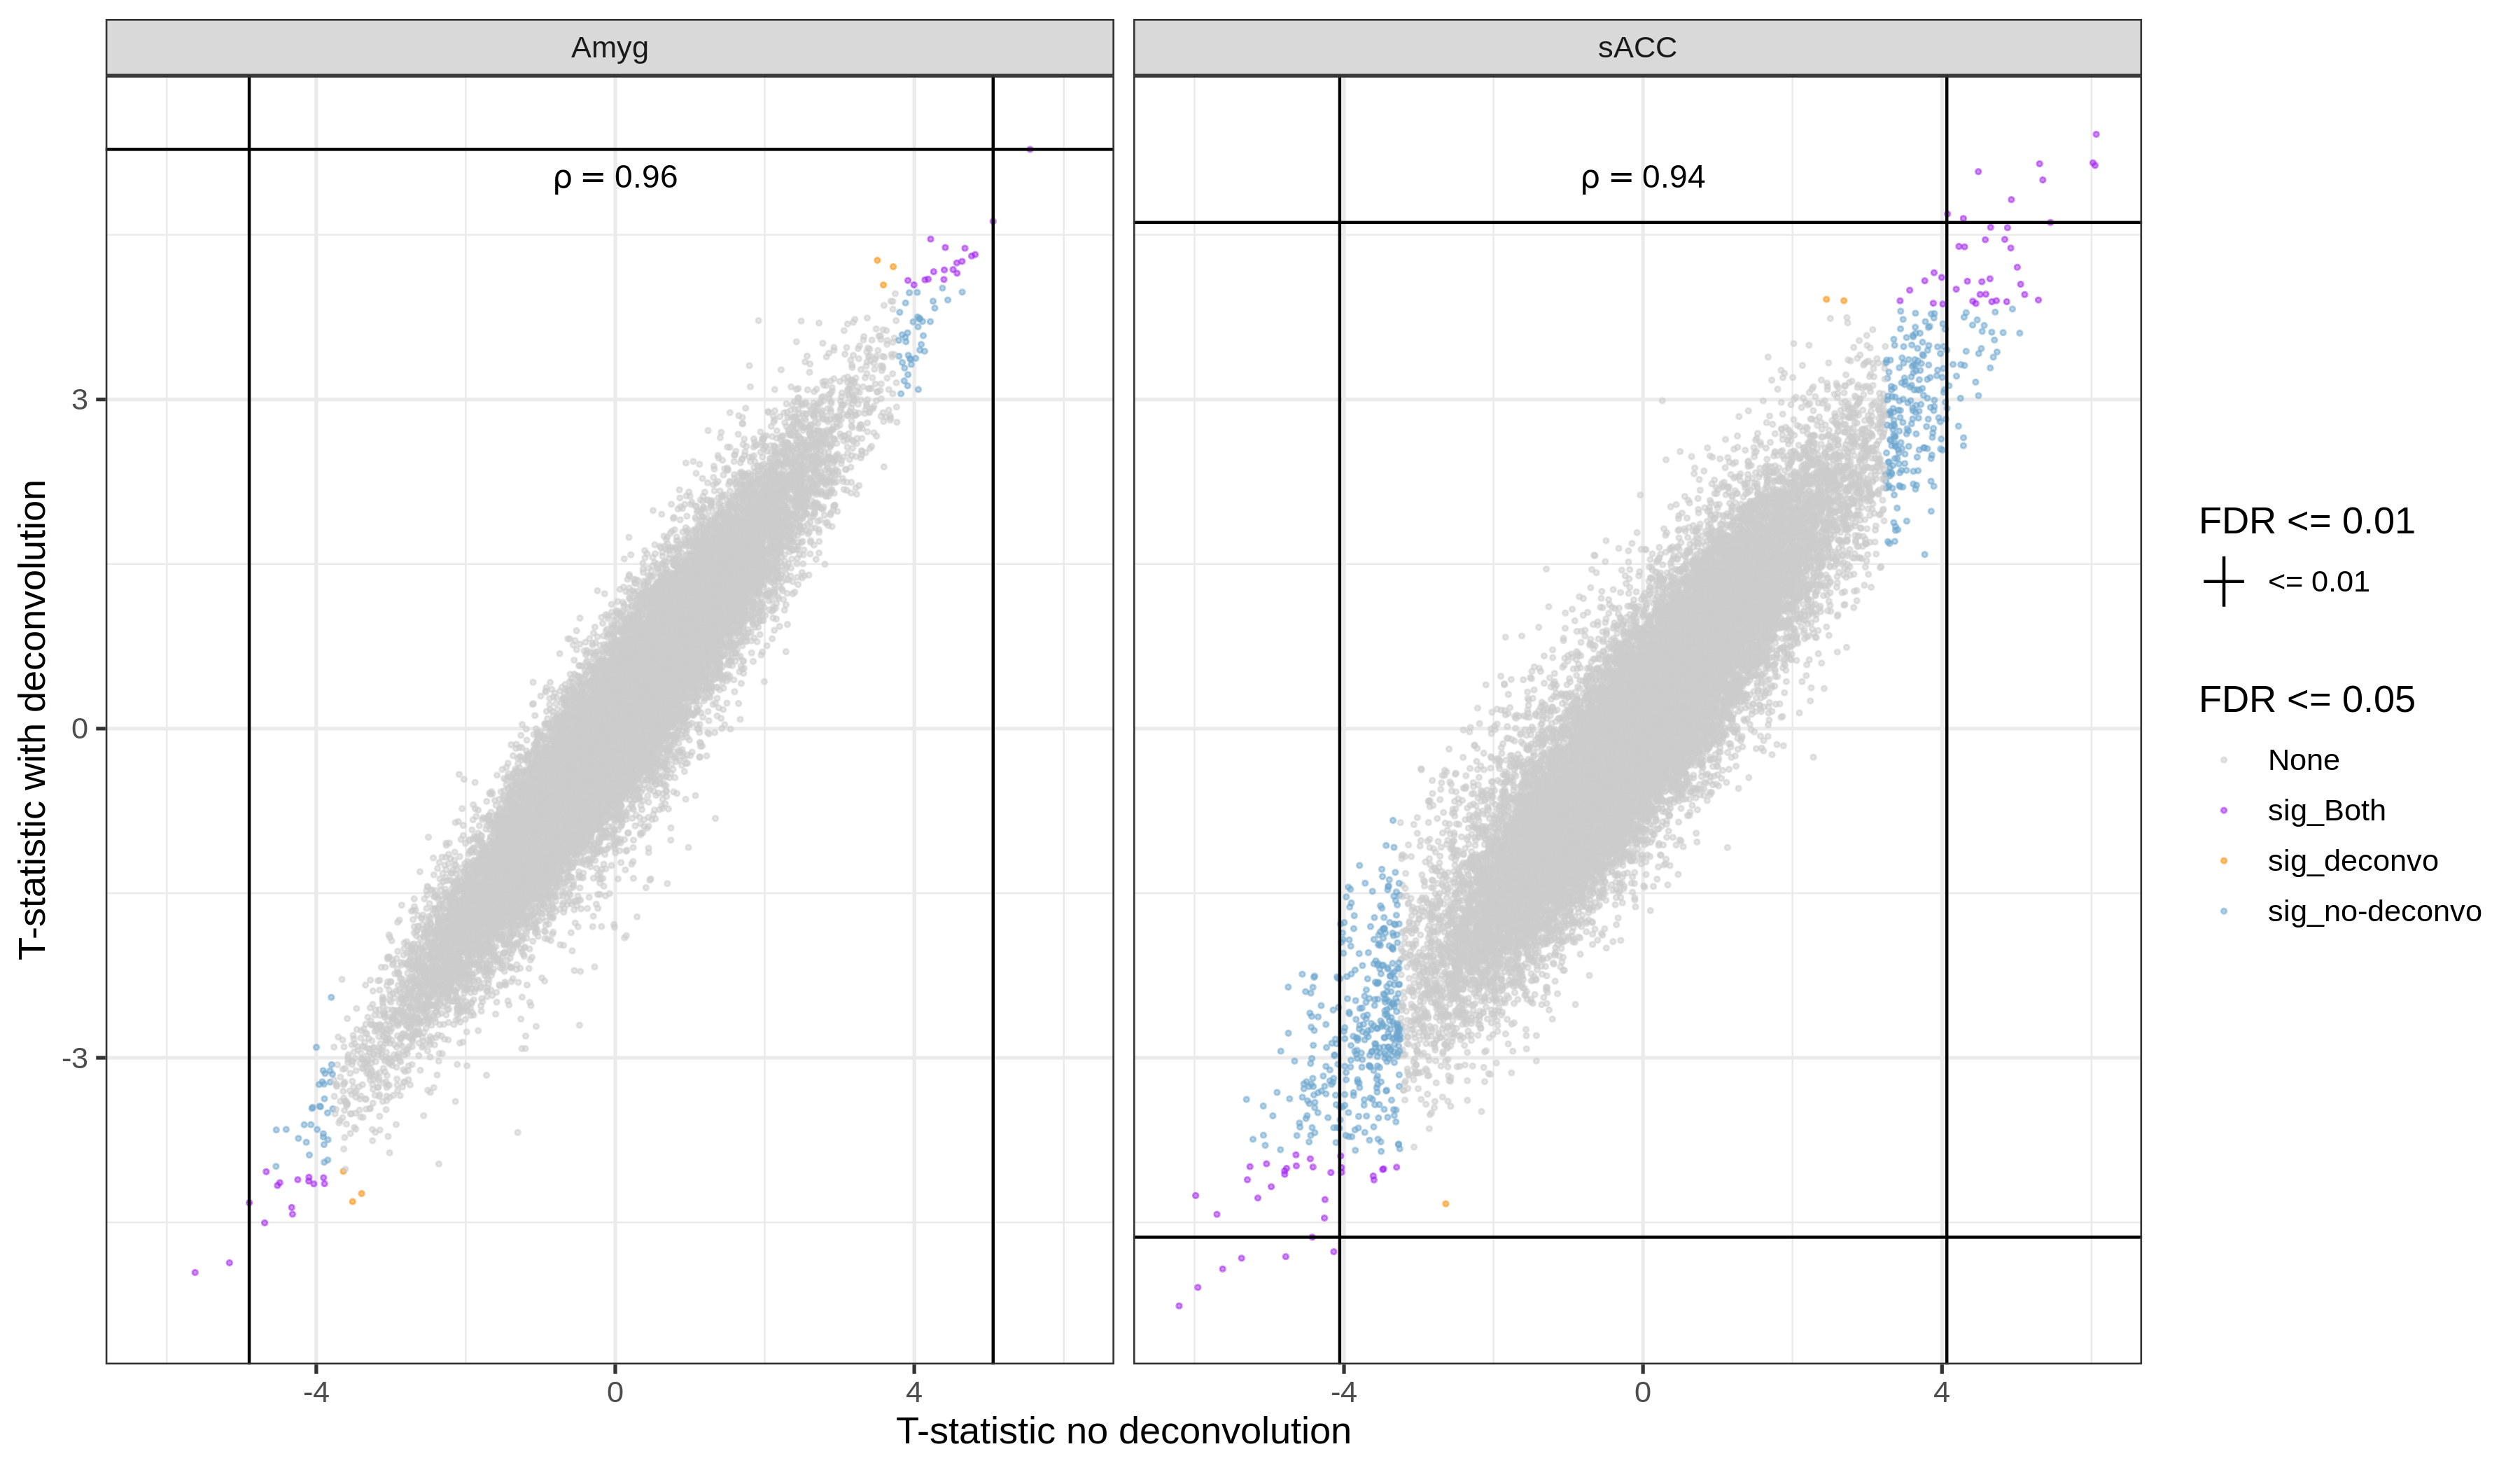 Amyg
sACC
ρ = 0.96
ρ = 0.94
T-statistic with deconvolution
3
0
-3
-4
0
4
-4
0
4
T-statistic no deconvolution
FDR <= 0.01
<= 0.01
FDR <= 0.05
None
sig_Both
sig_deconvo
sig_no-deconvo